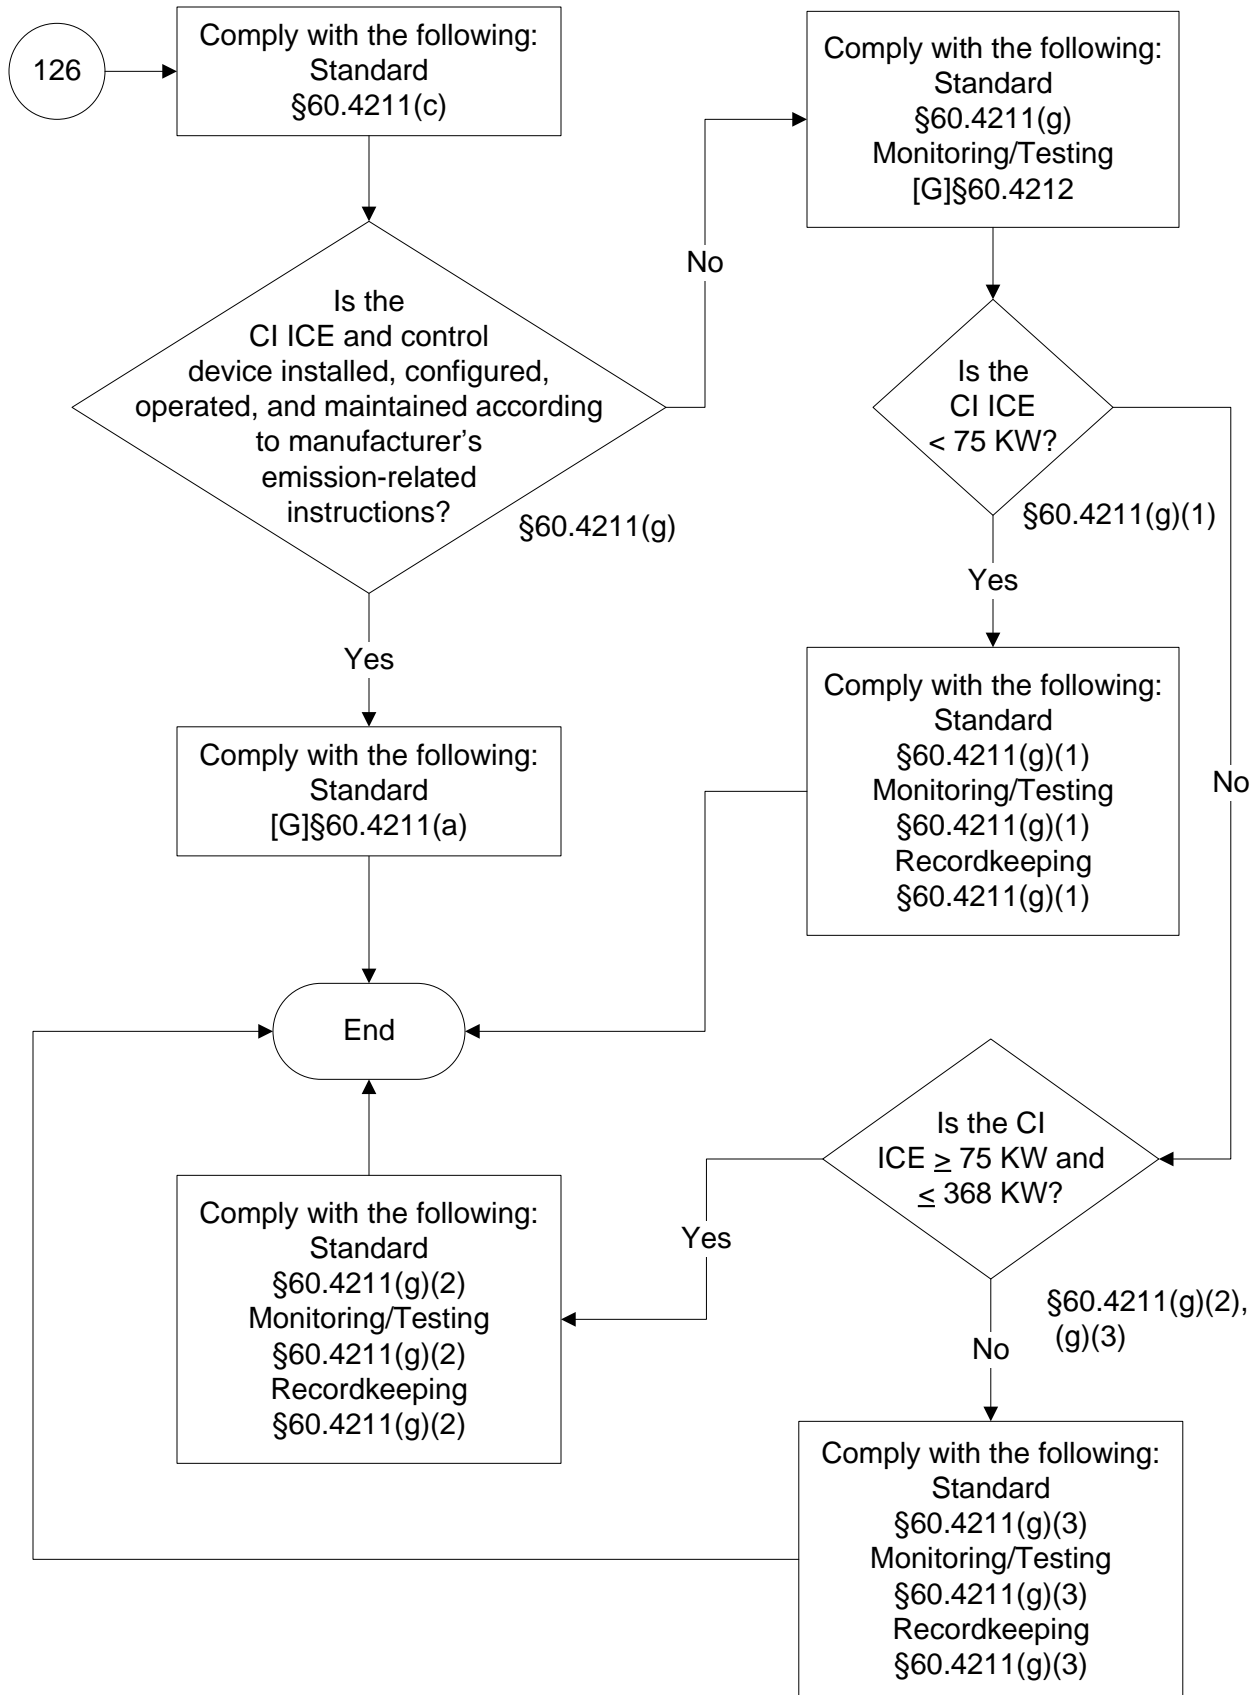 126
Comply with the following:
Standard
§60.4211(c)
Comply with the following:
Standard
§60.4211(g)
Monitoring/Testing
[G]§60.4212
No
Is the
CI ICE and control
device installed, configured,
operated, and maintained according
to manufacturer’s
emission-related
instructions?
§60.4211(g)
Is the
CI ICE
< 75 KW?
§60.4211(g)(1)
Yes
Yes
Comply with the following:
Standard
[G]§60.4211(a)
Comply with the following:
Standard
§60.4211(g)(1)
Monitoring/Testing
§60.4211(g)(1)
Recordkeeping
§60.4211(g)(1)
No
End
Is the CI
ICE ≥ 75 KW and
≤ 368 KW?
§60.4211(g)(2),
(g)(3)
Yes
No
Comply with the following:
Standard
§60.4211(g)(2)
Monitoring/Testing
§60.4211(g)(2)
Recordkeeping
§60.4211(g)(2)
Comply with the following:
Standard
§60.4211(g)(3)
Monitoring/Testing
§60.4211(g)(3)
Recordkeeping
§60.4211(g)(3)